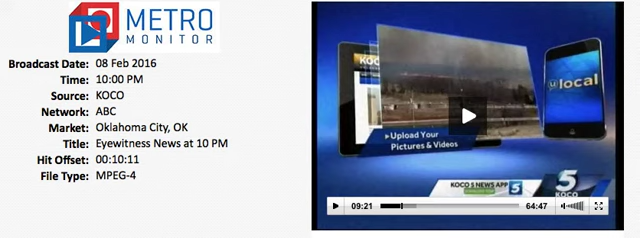 METRO
MONITOR
Broadcast Date: 08 Feb 2016
Time: 10:00 PM
Source: KOCO
Network: ABC
Market: Oklahoma City, OK
Title: Eyewitness News at 10 PM
Hit Offset: 00:10:11
File Type: MPEG-4
KOCO
u local
▸Upload Your
Pictures & Videos
KOCO 5 NEWS APP 5
5
KOCO
09:21
64:47